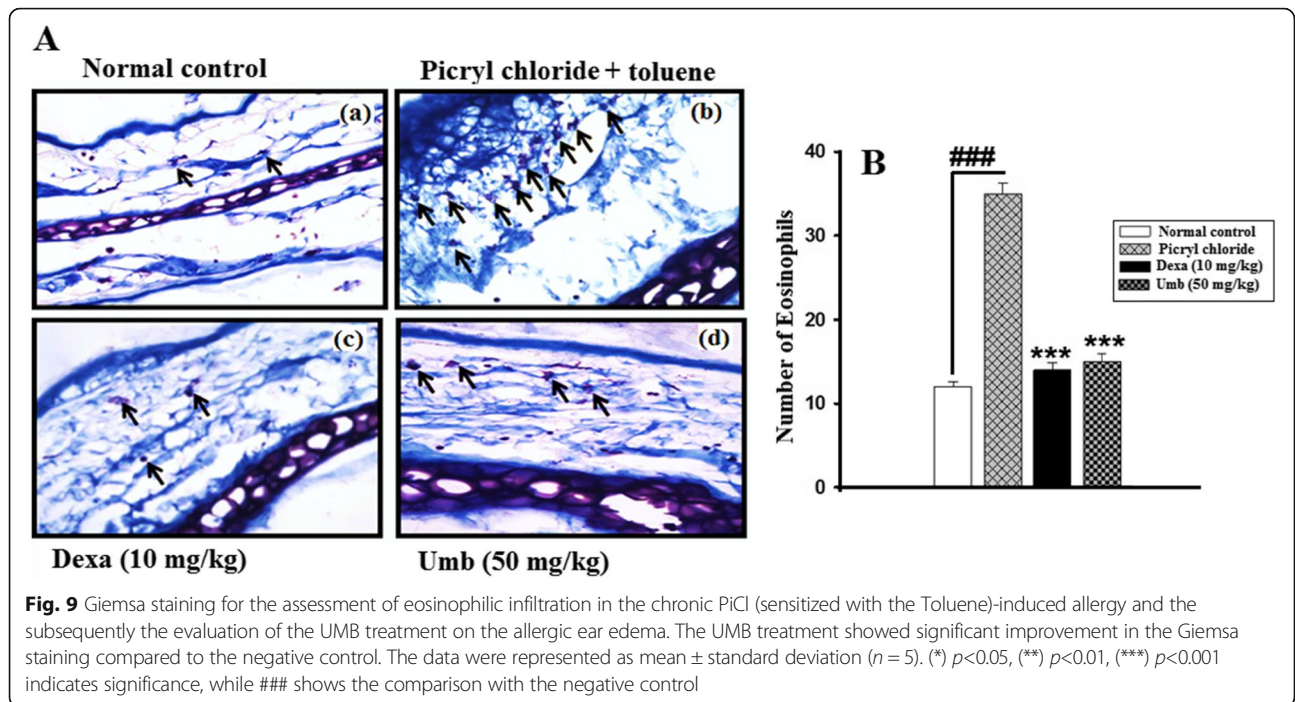 A
Normal control
Picryl chloride + toluene
(a)
(b)
(c)
(d)
Dexa (10 mg/kg)
Umb (50 mg/kg)
B
###
***
***
40
30
20
10
0
Number of Eosinophils
Normal control
Picryl chloride
Dexa (10 mg/kg)
Umb (50 mg/kg)
Fig. 9 Giemsa staining for the assessment of eosinophilic infiltration in the chronic PiCl (sensitized with the Toluene)-induced allergy and the
subsequently the evaluation of the UMB treatment on the allergic ear edema. The UMB treatment showed significant improvement in the Giemsa
staining compared to the negative control. The data were represented as mean ± standard deviation (n = 5). (*) p<0.05, (**) p<0.01, (***) p<0.001
indicates significance, while ### shows the comparison with the negative control